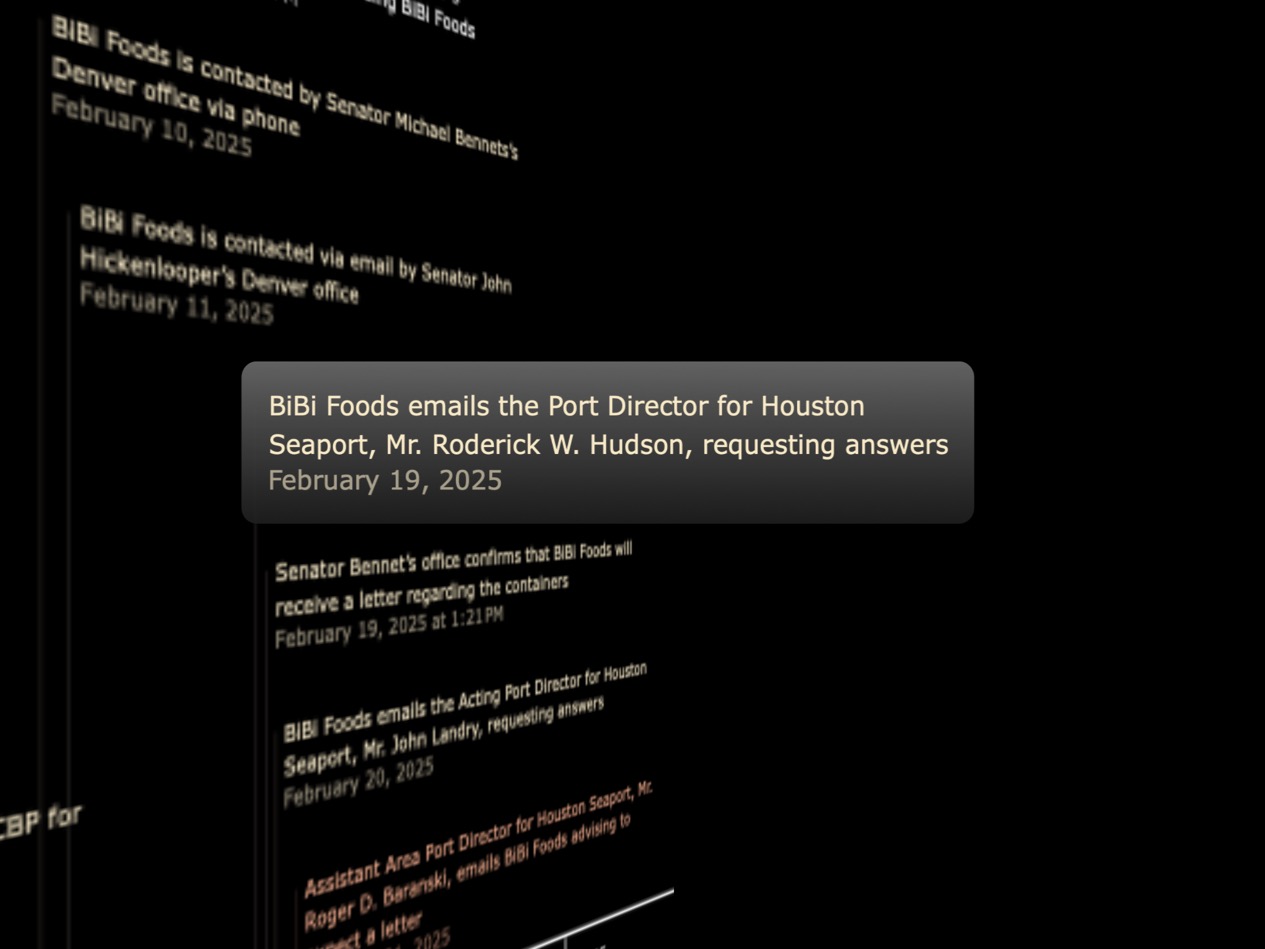 BiBi Foods
BiBi Foods is contacted by Senator Michael Bennets's
Denver office via phone
February 10, 2025
BiBi Foods is contacted via email by Senator John
Hickenlooper's Denver office
February 11, 2025
BiBi Foods emails the Port Director for Houston
Seaport, Mr. Roderick W. Hudson, requesting answers
February 19, 2025
Senator Bennet's office confirms that BiBi Foods will
receive a letter regarding the containers
February 19, 2025 at 1:21PM
BiBi Foods emails the Acting Port Director for Houston
Seaport, Mr. John Landry, requesting answers
February 20, 2025
CBP for
Assistant Area Port Director for Houston Seaport, Mr.
Roger D. Baranski, emails BiBi Foods advising to
a letter
2025